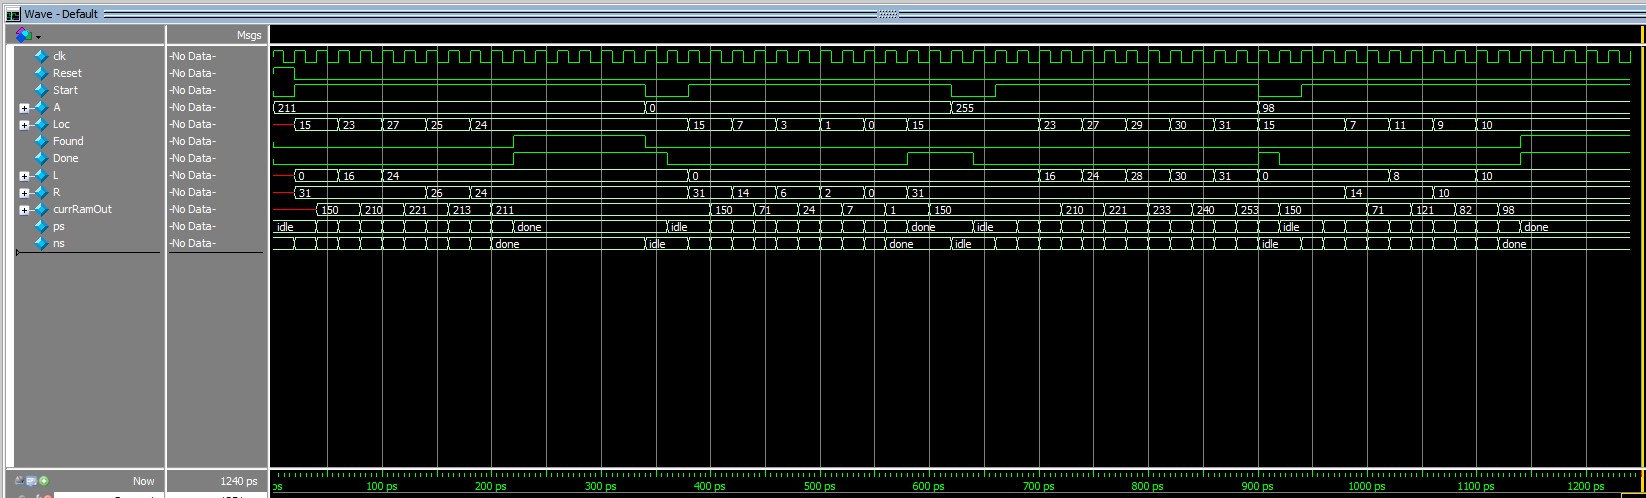 Wave - Default
Msgs
clk -No Data-
Reset -No Data-
Start -No Data-
A -No Data- 211 0 255 98
Loc -No Data- 15 23 27 25 24 15 7 3 1 0 15 23 27 29 30 31 15 7 11 9 10
Found -No Data-
Done -No Data-
L -No Data- 0 16 24 0 16 24 28 30 31 0 8 10
R -No Data- 31 26 24 31 14 6 2 0 31 14 10
currRamOut -No Data- 150 210 221 213 211 150 71 24 7 1 150 210 221 233 240 253 150 71 121 82 98
ps -No Data- idle done idle done idle idle done
ns -No Data- done idle done idle idle done
Now 1240 ps
ps 100 ps 200 ps 300 ps 400 ps 500 ps 600 ps 700 ps 800 ps 900 ps 1000 ps 1100 ps 1200 ps